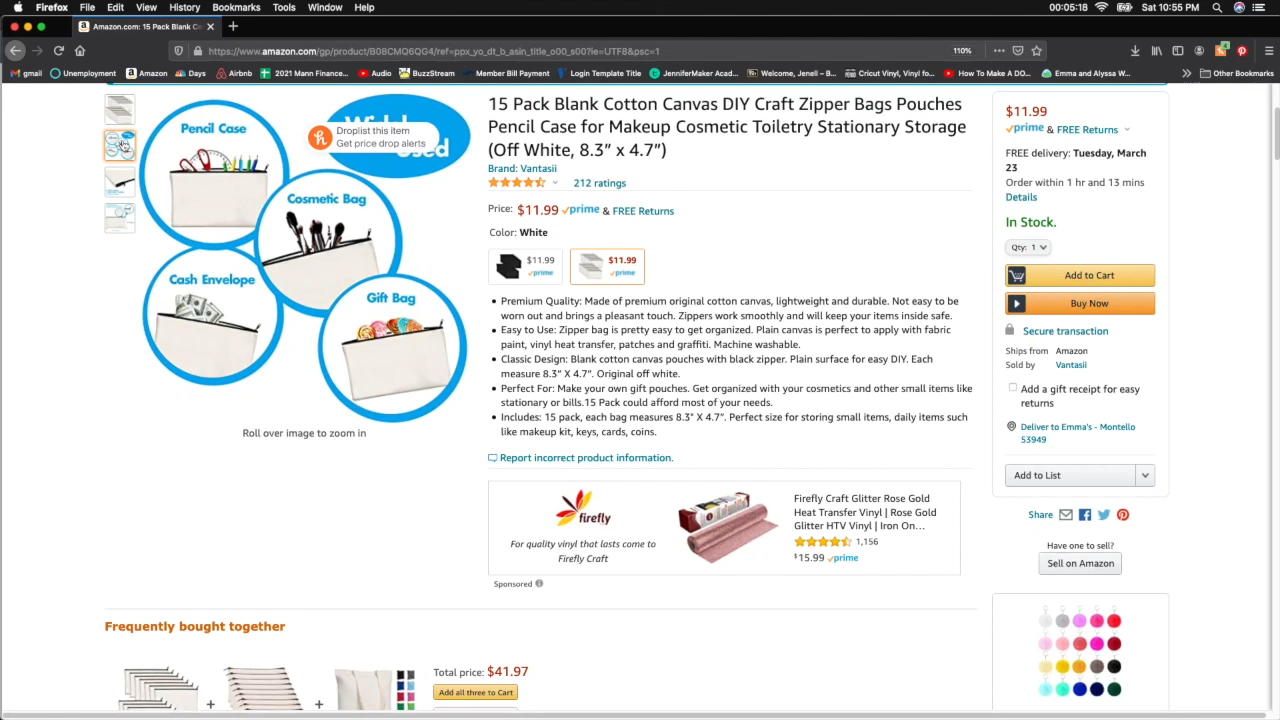 Firefox File Edit View History Bookmarks Tools Window Help
00:05:18 Sat 10:55 PM
Amazon.com: 15 Pack Blank C
https://www.amazon.com/gp/product/B08CMQ6QG4/ref=ppx_yo_dt_b_asin_title_o00_s00?ie=UTF8&psc=1
110%
gmail Unemployment Amazon Days Airbnb 2021 Mann Financ... Audio BuzzStream Member Bill Payment Login Template Title JenniferMaker Acad... Welcome, Jenell – B... Cricut Vinyl, Vinyl fo... How To Make A DO... Emma and Alyssa W... Other Bookmarks
Pencil Case
Droplist this item
Get price drop alerts
Cosmetic Bag
Cash Envelope
Gift Bag
Roll over image to zoom in
15 Pack Blank Cotton Canvas DIY Craft Zipper Bags Pouches
Pencil Case for Makeup Cosmetic Toiletry Stationary Storage
(Off White, 8.3” x 4.7”)
Brand: Vantasii
212 ratings
Price: $11.99 prime & FREE Returns
Color: White
$11.99
prime
$11.99
prime
• Premium Quality: Made of premium original cotton canvas, lightweight and durable. Not easy to
be worn out and brings a pleasant touch. Zippers work smoothly and will keep your items inside safe.
• Easy to Use: Zipper bag is pretty easy to get organized. Plain canvas is perfect to apply with fabric
paint, vinyl heat transfer, patches and graffiti. Machine washable.
• Classic Design: Blank cotton canvas pouches with black zipper. Plain surface for easy DIY. Each
measure 8.3” X 4.7”. Original off white.
• Perfect For: Make your own gift pouches. Get organized with your cosmetics and other small items like
stationary or bills.15 Pack could afford most of your needs.
• Includes: 15 pack, each bag measures 8.3" X 4.7”. Perfect size for storing small items, daily items such
like makeup kit, keys, cards, coins.
Report incorrect product information.
firefly
For quality vinyl that lasts come to
Firefly Craft
Firefly Craft Glitter Rose Gold
Heat Transfer Vinyl | Rose Gold
Glitter HTV Vinyl | Iron On...
1,156
$15.99 prime
Sponsored
Frequently bought together
Total price: $41.97
Add all three to Cart
+ +
$11.99
prime & FREE Returns
FREE delivery: Tuesday, March
23
Order within 1 hr and 13 mins
Details
In Stock.
Qty: 1
Add to Cart
Buy Now
Secure transaction
Ships from Amazon
Sold by Vantasii
Add a gift receipt for easy
returns
Deliver to Emma's - Montello
53949
Add to List
Share
Have one to sell?
Sell on Amazon